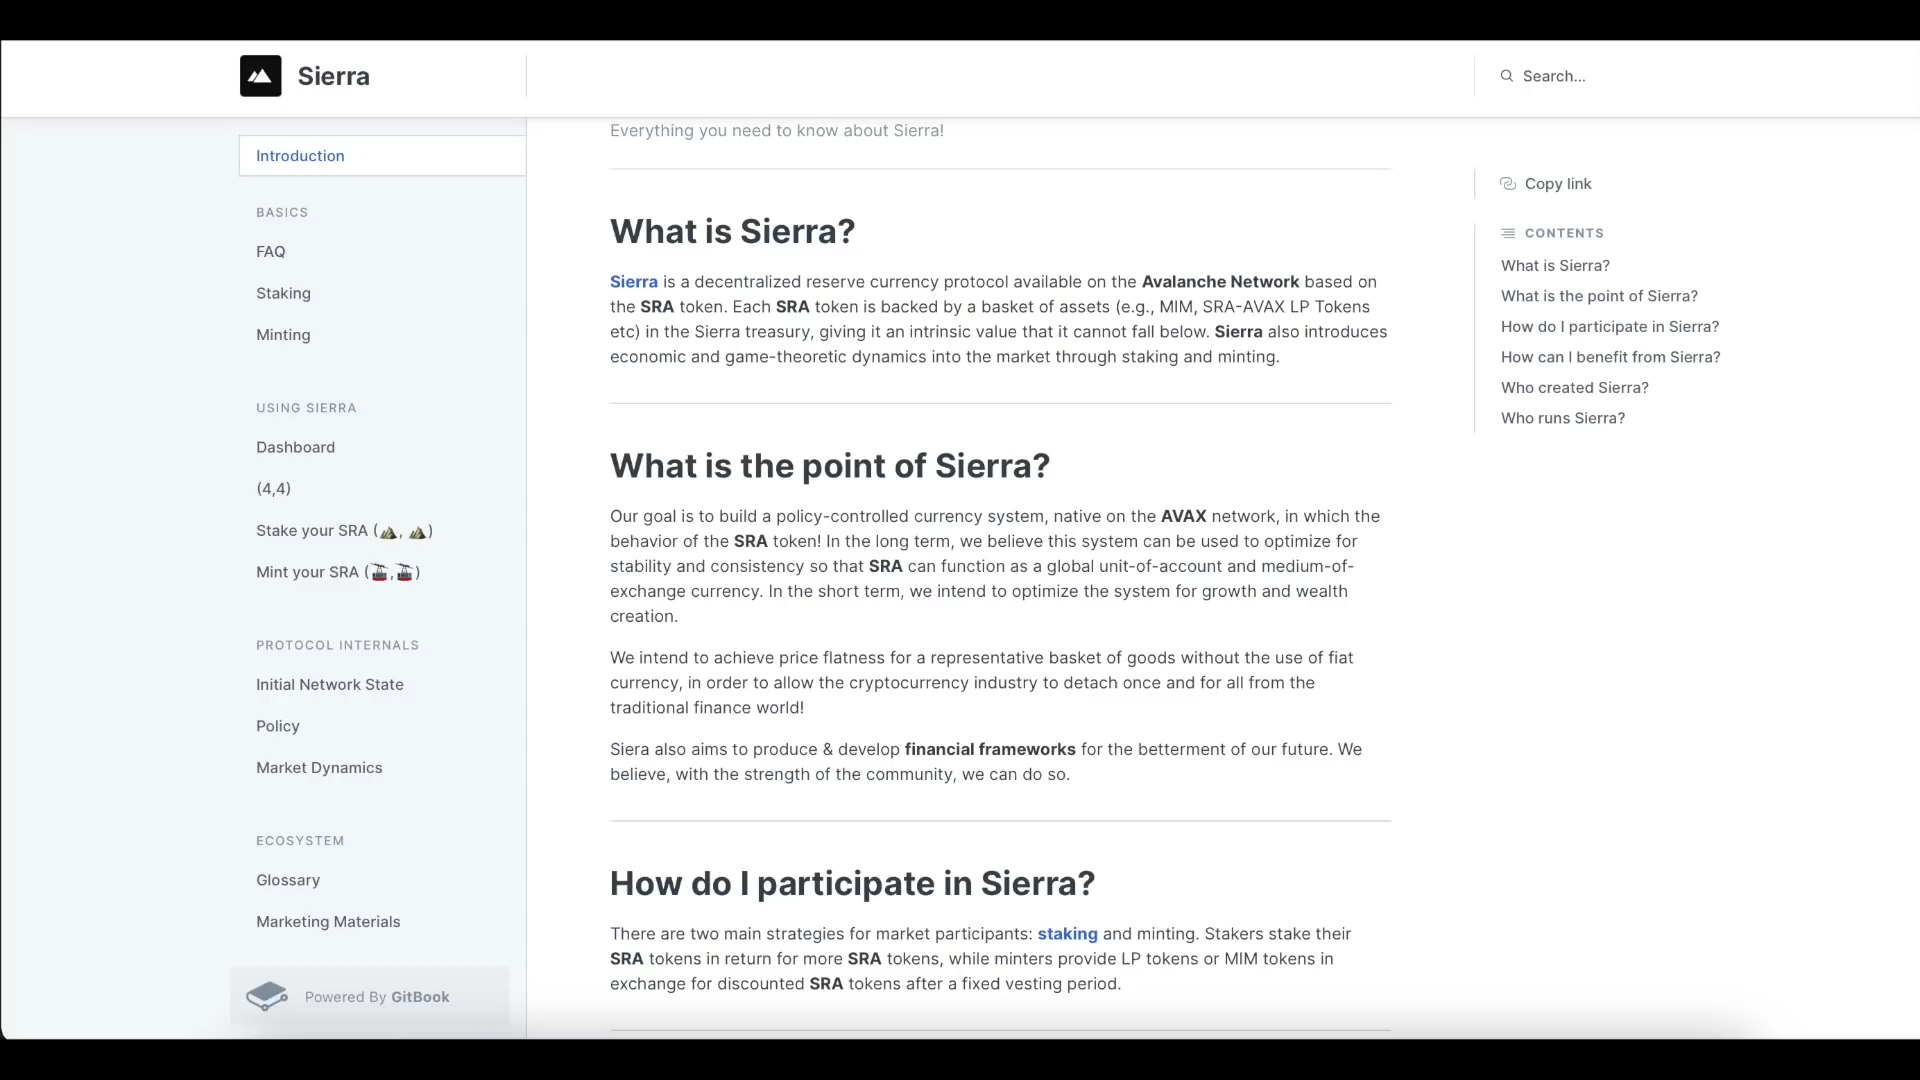 Sierra
Search...
Introduction
BASICS
FAQ
Staking
Minting
USING SIERRA
Dashboard
(4,4)
Stake your SRA (⛰️, ⛰️)
Mint your SRA (🚡,🚡)
PROTOCOL INTERNALS
Initial Network State
Policy
Market Dynamics
ECOSYSTEM
Glossary
Marketing Materials
Powered By GitBook
Everything you need to know about Sierra!
What is Sierra?
Sierra is a decentralized reserve currency protocol available on the Avalanche Network based on
the SRA token. Each SRA token is backed by a basket of assets (e.g., MIM, SRA-AVAX LP Tokens
etc) in the Sierra treasury, giving it an intrinsic value that it cannot fall below. Sierra also introduces
economic and game-theoretic dynamics into the market through staking and minting.
What is the point of Sierra?
Our goal is to build a policy-controlled currency system, native on the AVAX network, in which the
behavior of the SRA token! In the long term, we believe this system can be used to optimize for
stability and consistency so that SRA can function as a global unit-of-account and medium-of-
exchange currency. In the short term, we intend to optimize the system for growth and wealth
creation.
We intend to achieve price flatness for a representative basket of goods without the use of fiat
currency, in order to allow the cryptocurrency industry to detach once and for all from the
traditional finance world!
Siera also aims to produce & develop financial frameworks for the betterment of our future. We
believe, with the strength of the community, we can do so.
How do I participate in Sierra?
There are two main strategies for market participants: staking and minting. Stakers stake their
SRA tokens in return for more SRA tokens, while minters provide LP tokens or MIM tokens in
exchange for discounted SRA tokens after a fixed vesting period.
Copy link
CONTENTS
What is Sierra?
What is the point of Sierra?
How do I participate in Sierra?
How can I benefit from Sierra?
Who created Sierra?
Who runs Sierra?